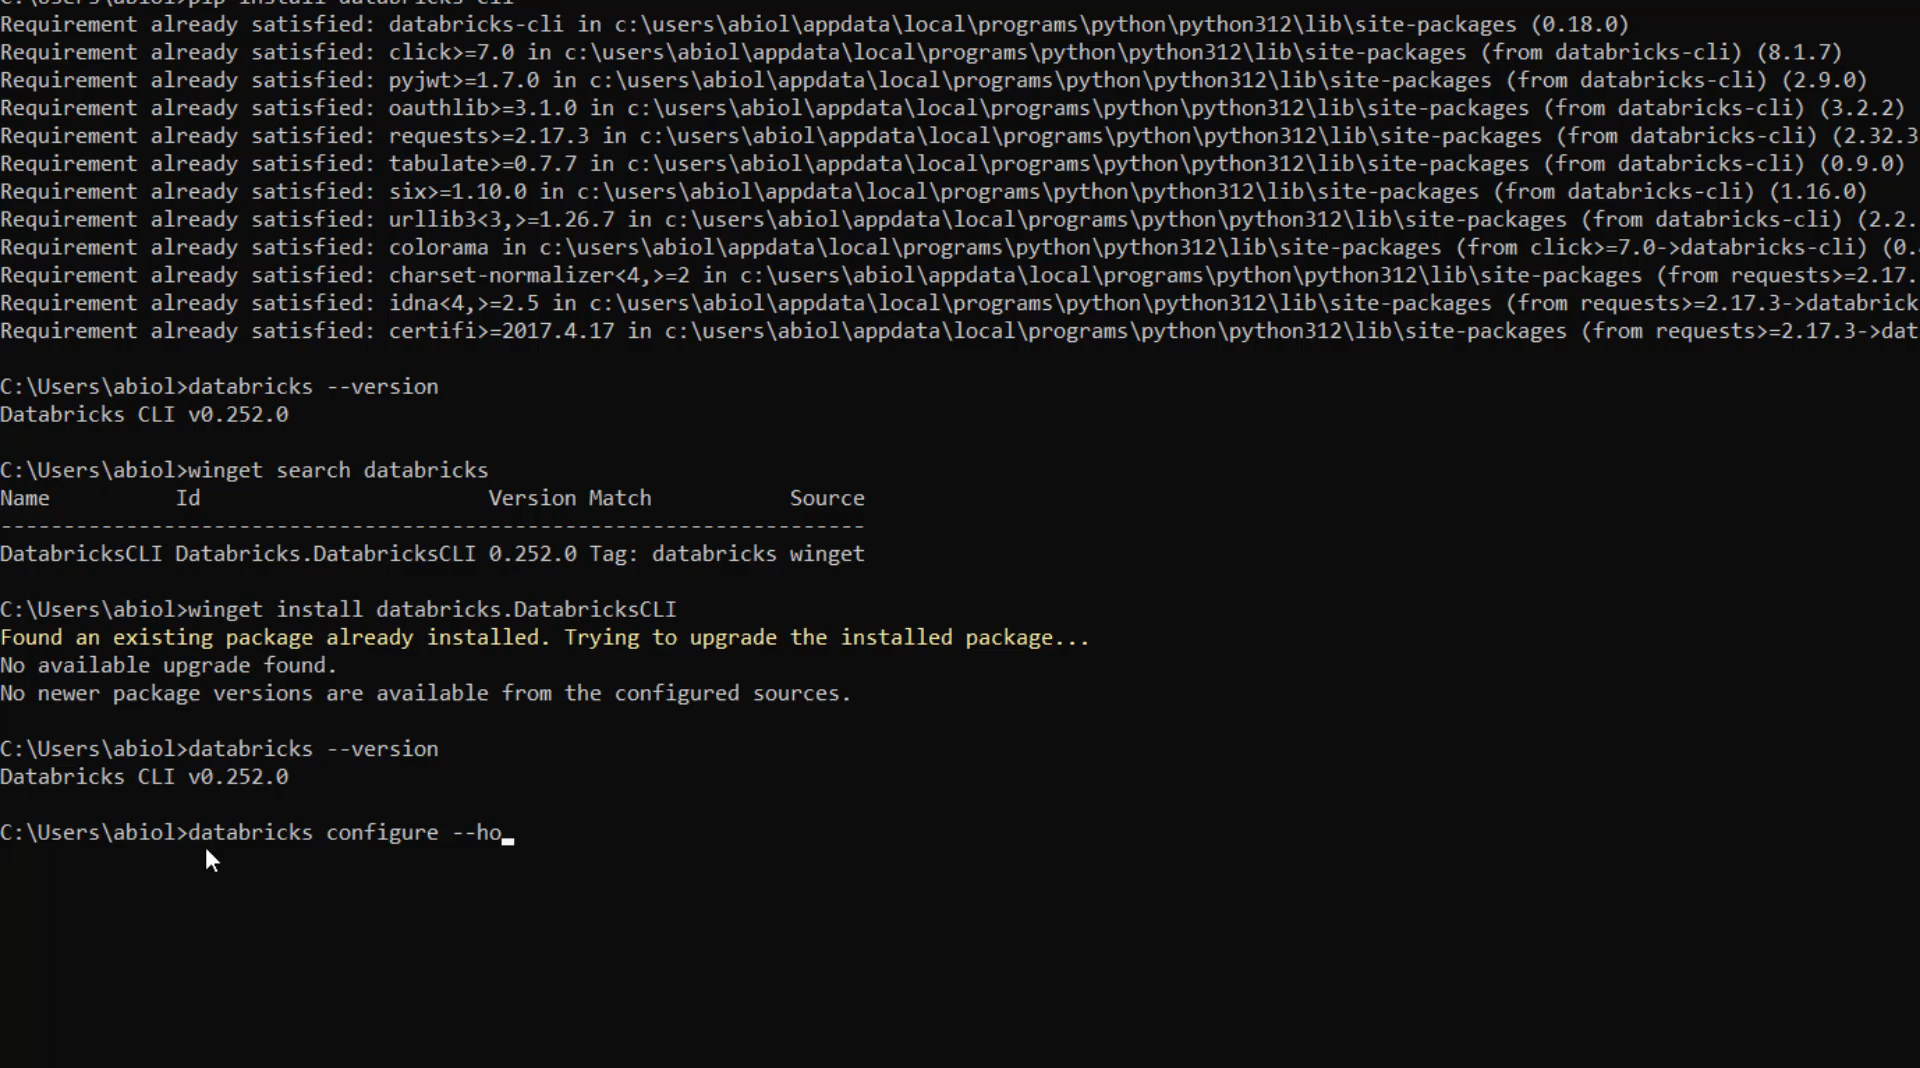 C:\Users\abiol>pip install databricks-cli
Requirement already satisfied: databricks-cli in c:\users\abiol\appdata\local\programs\python\python312\lib\site-packages (0.18.0)
Requirement already satisfied: click>=7.0 in c:\users\abiol\appdata\local\programs\python\python312\lib\site-packages (from databricks-cli) (8.1.7)
Requirement already satisfied: pyjwt>=1.7.0 in c:\users\abiol\appdata\local\programs\python\python312\lib\site-packages (from databricks-cli) (2.9.0)
Requirement already satisfied: oauthlib>=3.1.0 in c:\users\abiol\appdata\local\programs\python\python312\lib\site-packages (from databricks-cli) (3.2.2)
Requirement already satisfied: requests>=2.17.3 in c:\users\abiol\appdata\local\programs\python\python312\lib\site-packages (from databricks-cli) (2.32.3
Requirement already satisfied: tabulate>=0.7.7 in c:\users\abiol\appdata\local\programs\python\python312\lib\site-packages (from databricks-cli) (0.9.0)
Requirement already satisfied: six>=1.10.0 in c:\users\abiol\appdata\local\programs\python\python312\lib\site-packages (from databricks-cli) (1.16.0)
Requirement already satisfied: urllib3<3,>=1.26.7 in c:\users\abiol\appdata\local\programs\python\python312\lib\site-packages (from databricks-cli) (2.2.
Requirement already satisfied: colorama in c:\users\abiol\appdata\local\programs\python\python312\lib\site-packages (from click>=7.0->databricks-cli) (0.
Requirement already satisfied: charset-normalizer<4,>=2 in c:\users\abiol\appdata\local\programs\python\python312\lib\site-packages (from requests>=2.17.
Requirement already satisfied: idna<4,>=2.5 in c:\users\abiol\appdata\local\programs\python\python312\lib\site-packages (from requests>=2.17.3->databrick
Requirement already satisfied: certifi>=2017.4.17 in c:\users\abiol\appdata\local\programs\python\python312\lib\site-packages (from requests>=2.17.3->dat
C:\Users\abiol>databricks --version
Databricks CLI v0.252.0
C:\Users\abiol>winget search databricks
Name Id Version Match Source
---------------------------------------------------------------------
DatabricksCLI Databricks.DatabricksCLI 0.252.0 Tag: databricks winget
C:\Users\abiol>winget install databricks.DatabricksCLI
Found an existing package already installed. Trying to upgrade the installed package...
No available upgrade found.
No newer package versions are available from the configured sources.
C:\Users\abiol>databricks --version
Databricks CLI v0.252.0
C:\Users\abiol>databricks configure --ho